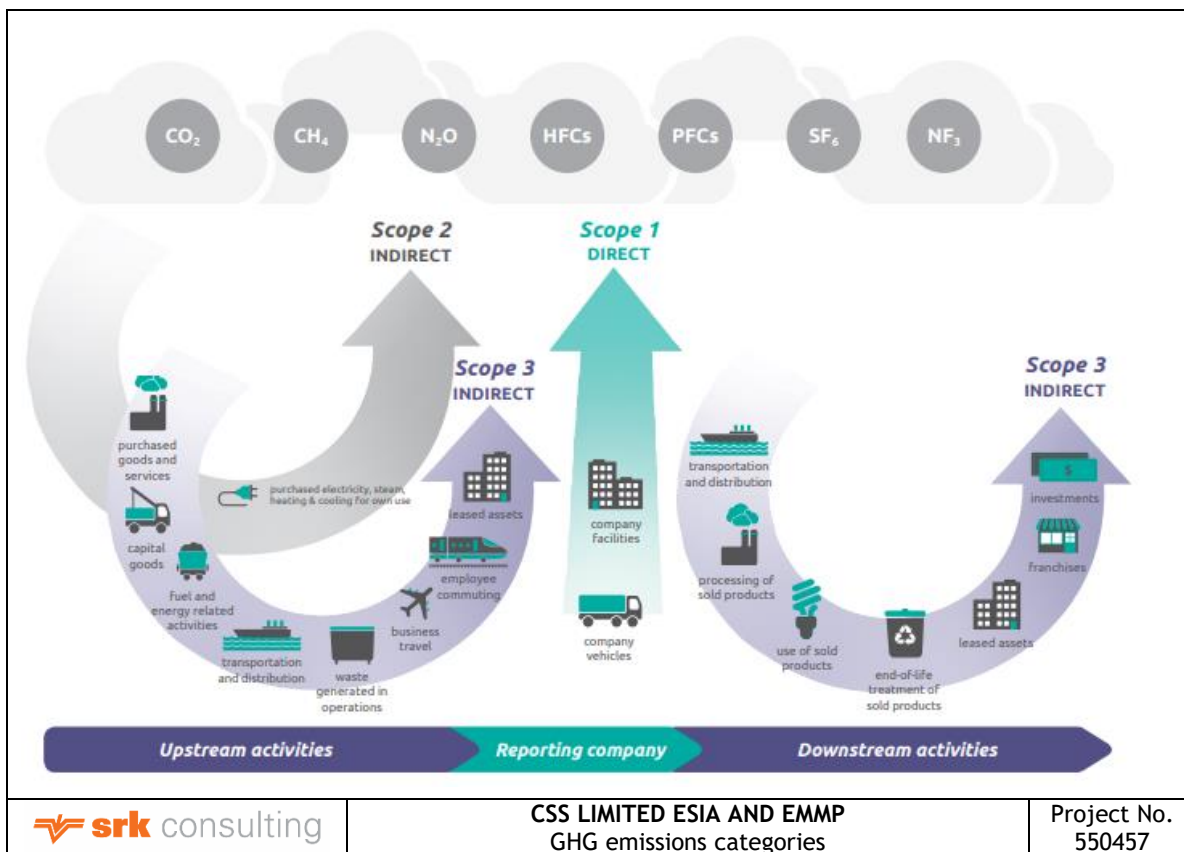 CO₂
CH₄
N₂O
HFCs
PFCs
SF₆
NF₃
Scope 2
INDIRECT
Scope 1
DIRECT
Scope 3
INDIRECT
Scope 3
INDIRECT
purchased
goods and
services
capital
goods
fuel and
energy related
activities
transportation
and distribution
waste
generated in
operations
business
travel
employee
commuting
leased assets
purchased electricity, steam,
heating & cooling for own use
company
facilities
company
vehicles
transportation
and distribution
processing of
sold products
use of sold
products
end-of-life
treatment of
sold products
leased assets
franchises
$
investments
Upstream activities
Reporting company
Downstream activities
srk consulting
CSS LIMITED ESIA AND EMMP
GHG emissions categories
Project No.
550457